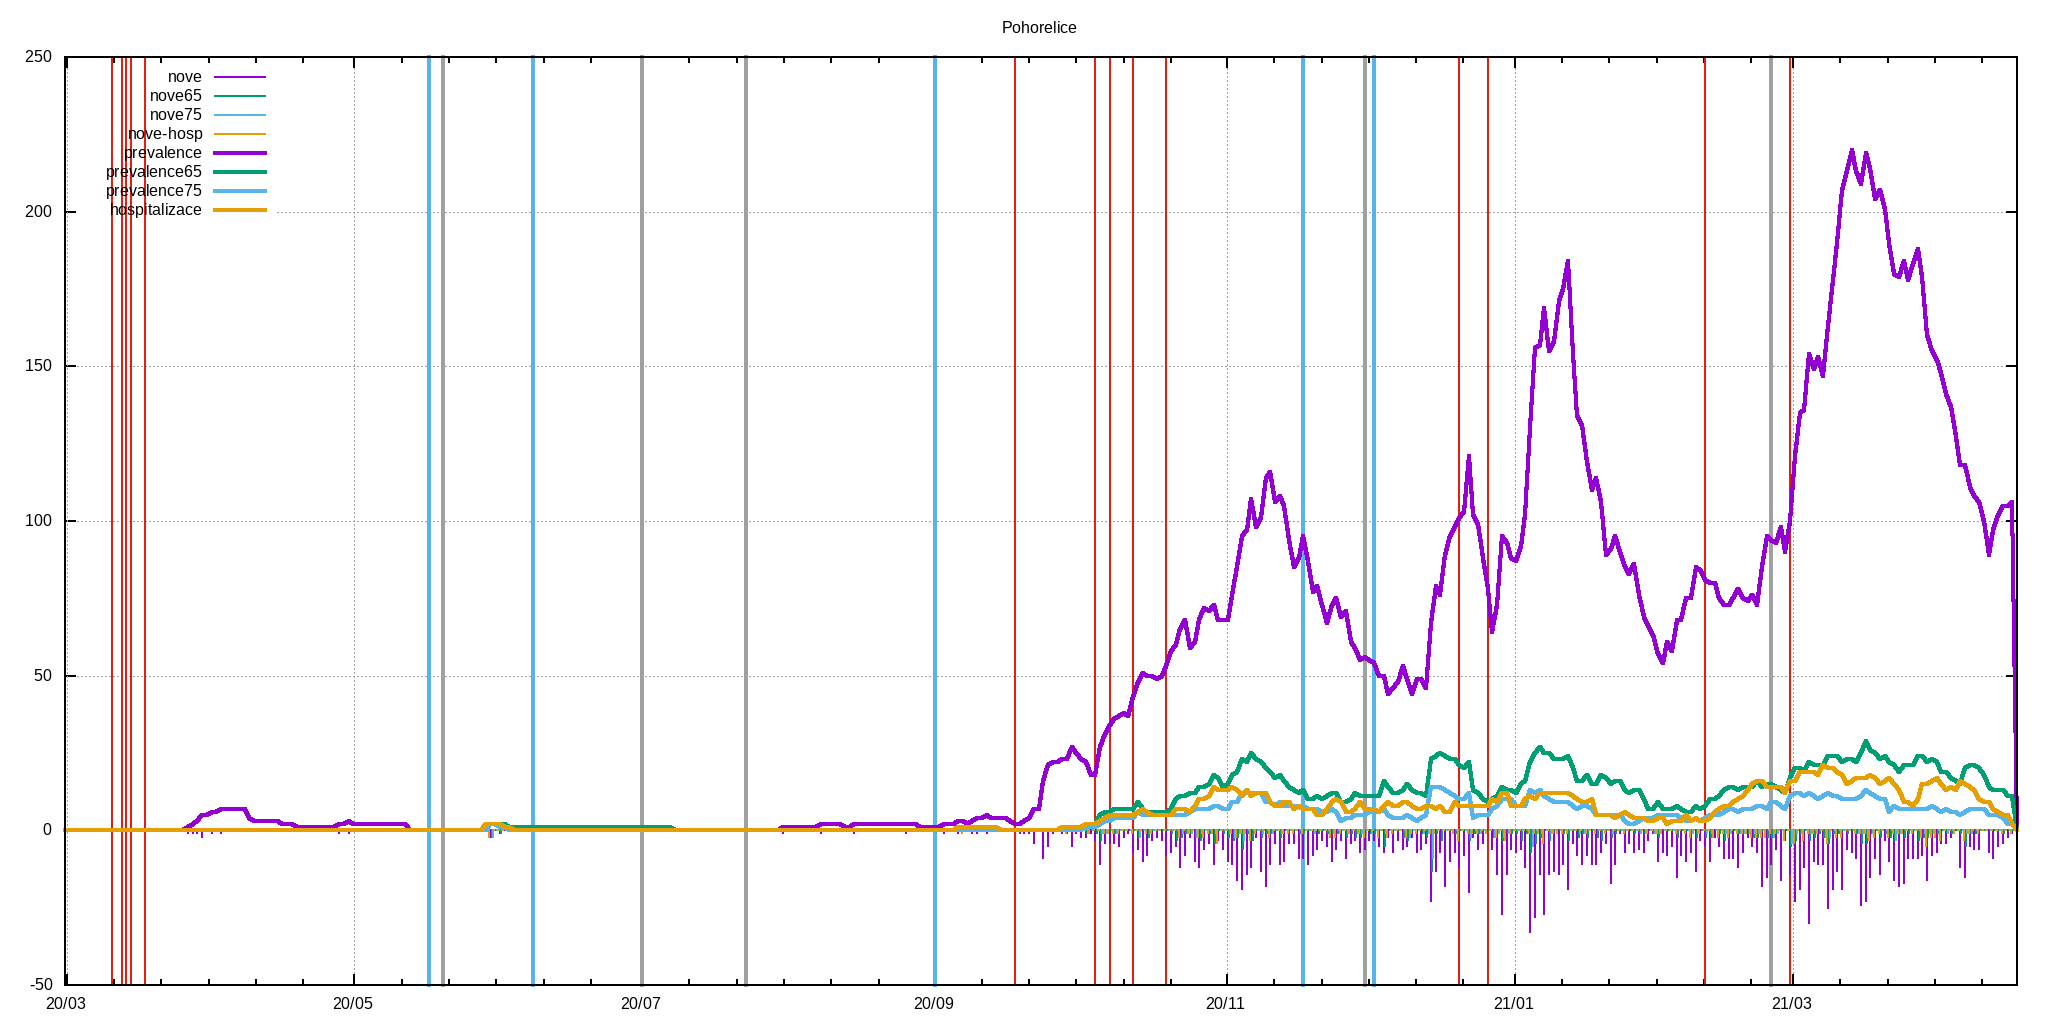 Pohorelice
250
nove
nove65
nove75
nove-hosp
prevalence
prevalence65
prevalence75
hospitalizace
200
150
100
50
0
-50
20/03 20/05 20/07 20/09 20/11 21/01 21/03